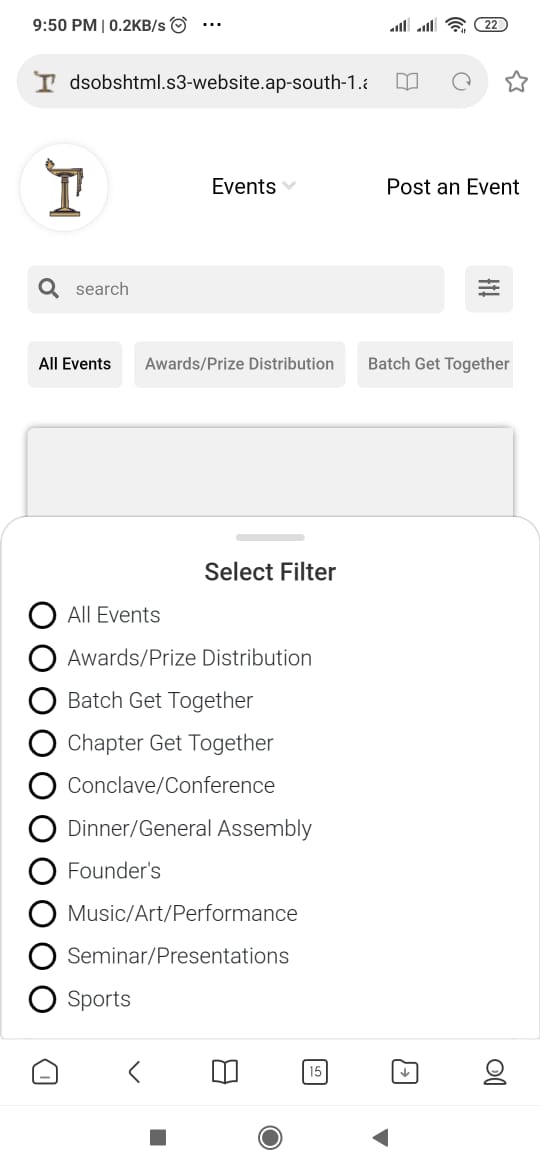 9:50 PM | 0.2KB/s ... 22
dsobshtml.s3-website.ap-south-1.a
Events Post an Event
search
All Events Awards/Prize Distribution Batch Get Together
Select Filter
All Events
Awards/Prize Distribution
Batch Get Together
Chapter Get Together
Conclave/Conference
Dinner/General Assembly
Founder's
Music/Art/Performance
Seminar/Presentations
Sports
15